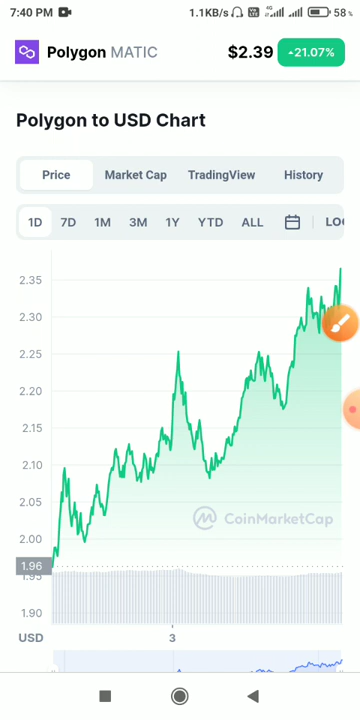 7:40 PM 1.1KB/s 4G 58%
Polygon MATIC $2.39 21.07%
Polygon to USD Chart
Price Market Cap TradingView History
1D 7D 1M 3M 1Y YTD ALL
2.35
2.30
2.25
2.20
2.15
2.10
2.05
CoinMarketCap
2.00
1.96
1.95
1.90
USD 3